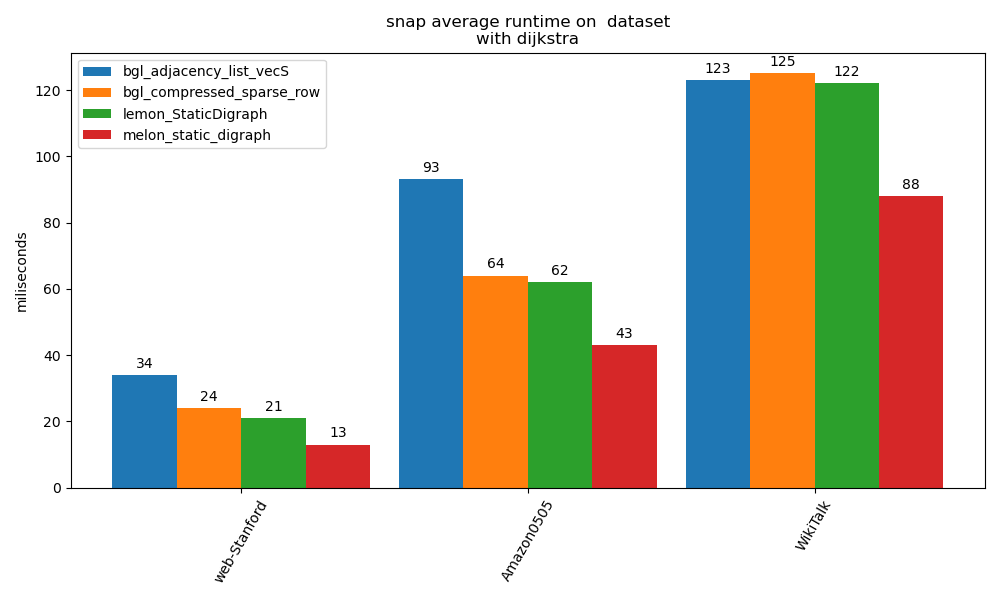 snap average runtime on  dataset
with dijkstra
bgl_adjacency_list_vecS
bgl_compressed_sparse_row
lemon_StaticDigraph
melon_static_digraph
miliseconds
120
100
80
60
40
20
0
34
24
21
13
93
64
62
43
123
125
122
88
web-Stanford
Amazon0505
WikiTalk